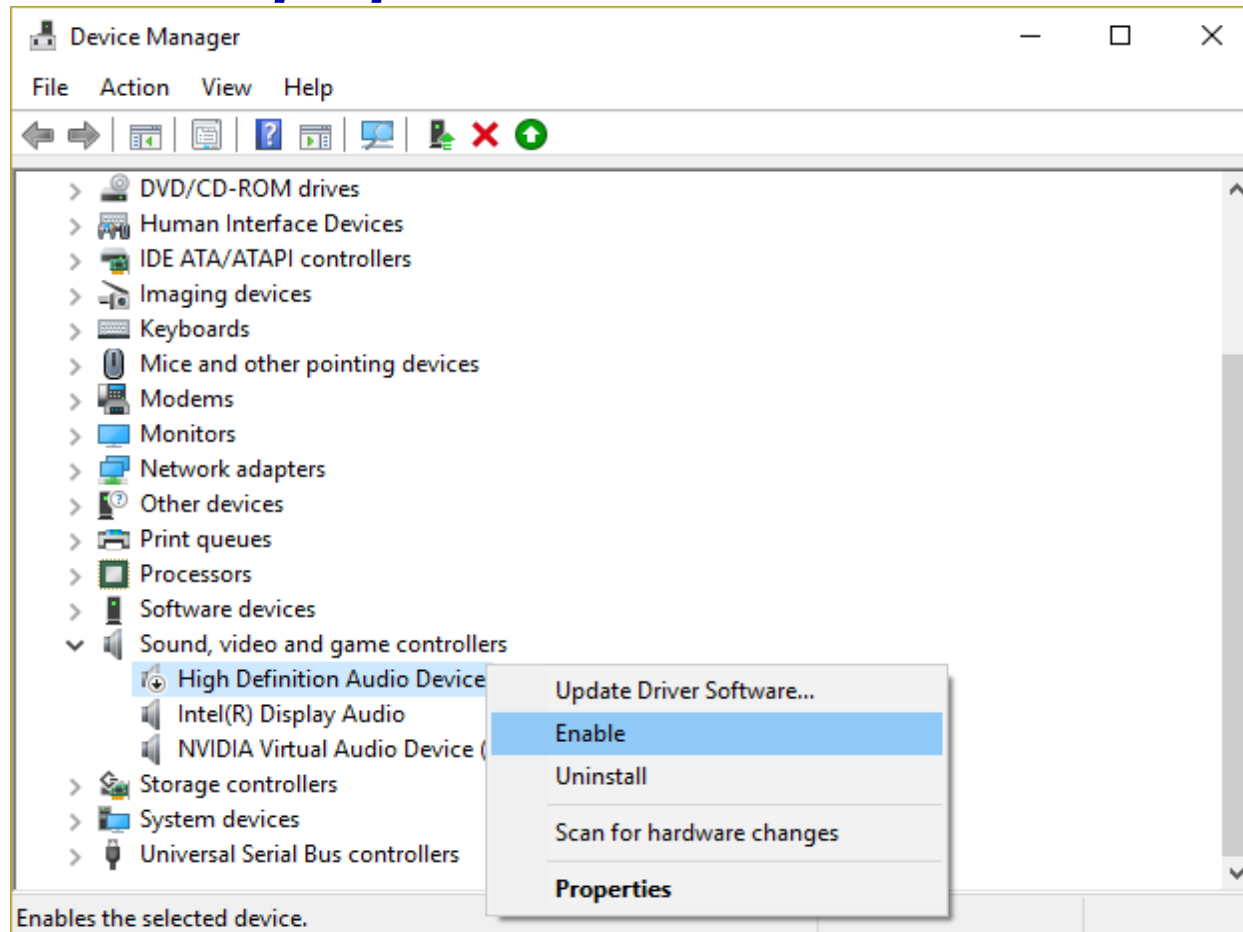 Device Manager
File Action View Help
DVD/CD-ROM drives
Human Interface Devices
IDE ATA/ATAPI controllers
Imaging devices
Keyboards
Mice and other pointing devices
Modems
Monitors
Network adapters
Other devices
Print queues
Processors
Software devices
Sound, video and game controllers
High Definition Audio Device
Intel(R) Display Audio
NVIDIA Virtual Audio Device (
Storage controllers
System devices
Universal Serial Bus controllers
Update Driver Software...
Enable
Uninstall
Scan for hardware changes
Properties
Enables the selected device.